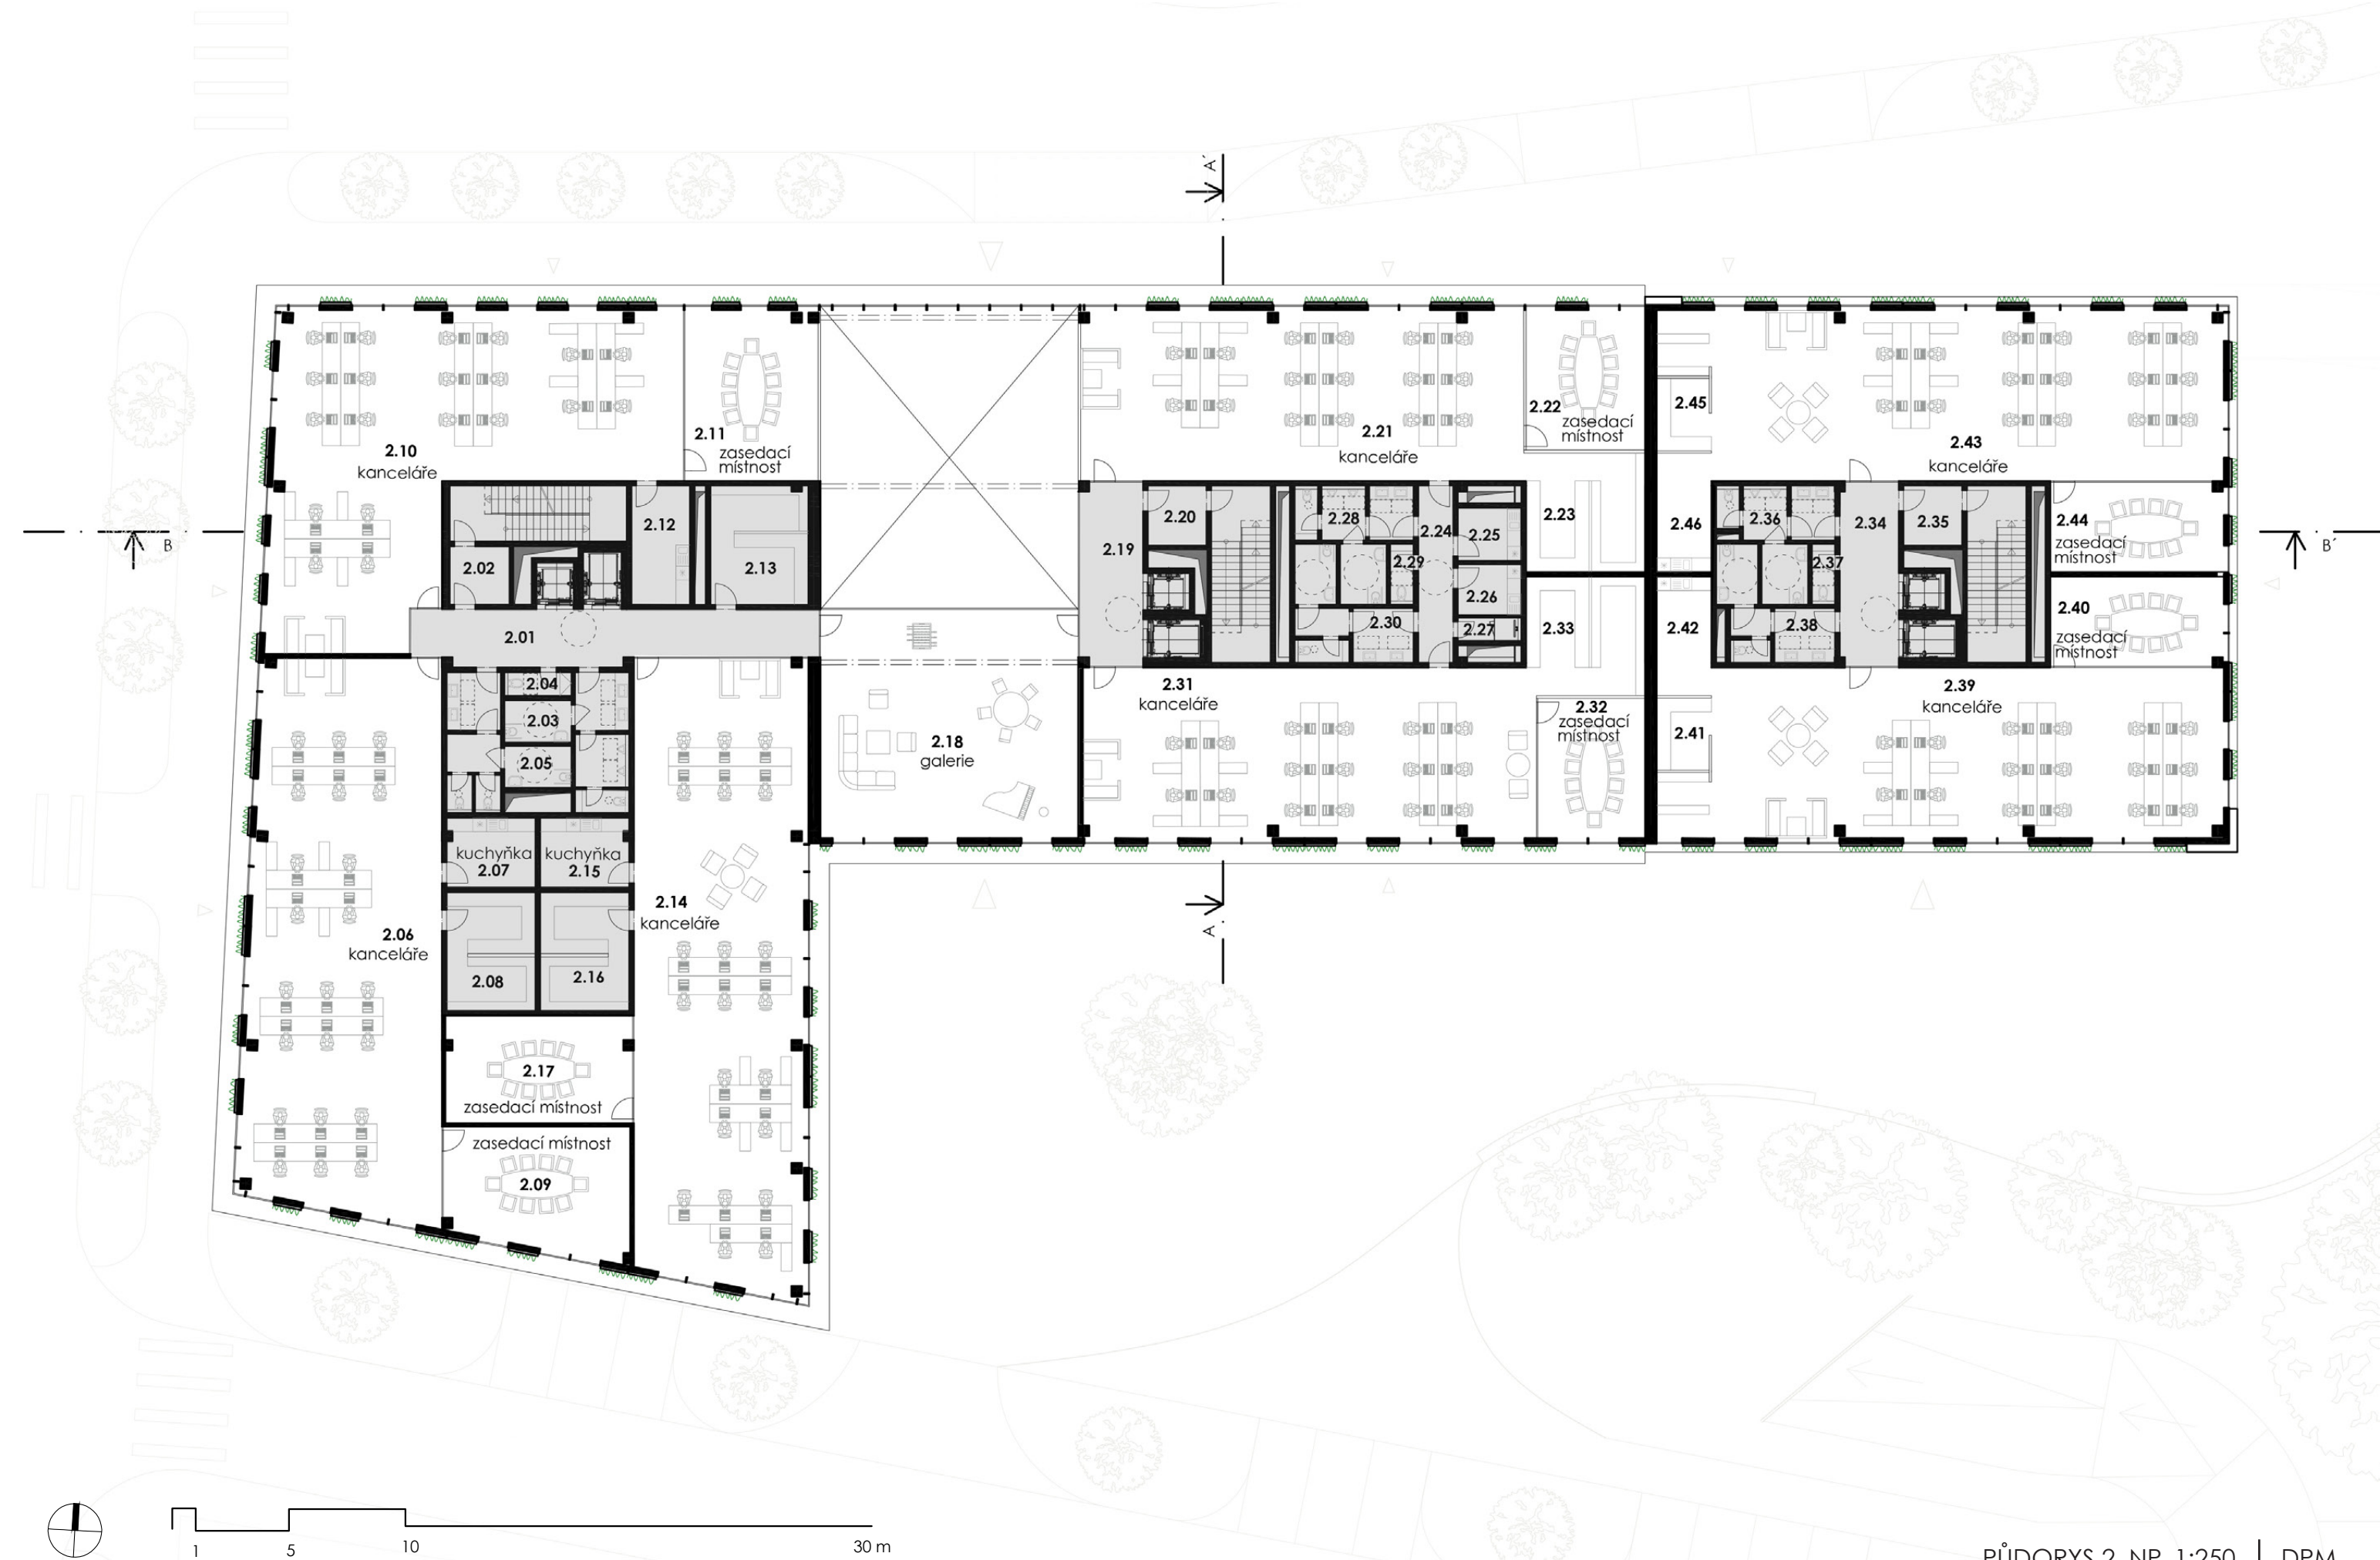 A´
2.10
kanceláře
2.11
zasedací
místnost
2.21
kanceláře
2.22
zasedací
místnost
2.45
2.43
kanceláře
B
2.12
2.02
2.13
2.19
2.20
2.28
2.24
2.25
2.29
2.26
2.30
2.27
2.23
2.33
2.46
2.42
2.36
2.34
2.35
2.37
2.38
2.44
zasedací
místnost
2.40
zasedací
místnost
B´
2.01
2.04
2.03
2.05
2.18
galerie
2.31
kanceláře
2.32
zasedací
místnost
2.41
2.39
kanceláře
kuchyňka
2.07
kuchyňka
2.15
2.14
kanceláře
2.06
kanceláře
2.08
2.16
A
2.17
zasedací místnost
zasedací místnost
2.09
1
5
10
30 m
PŮDORYS 2. NP 1:250 | DPM